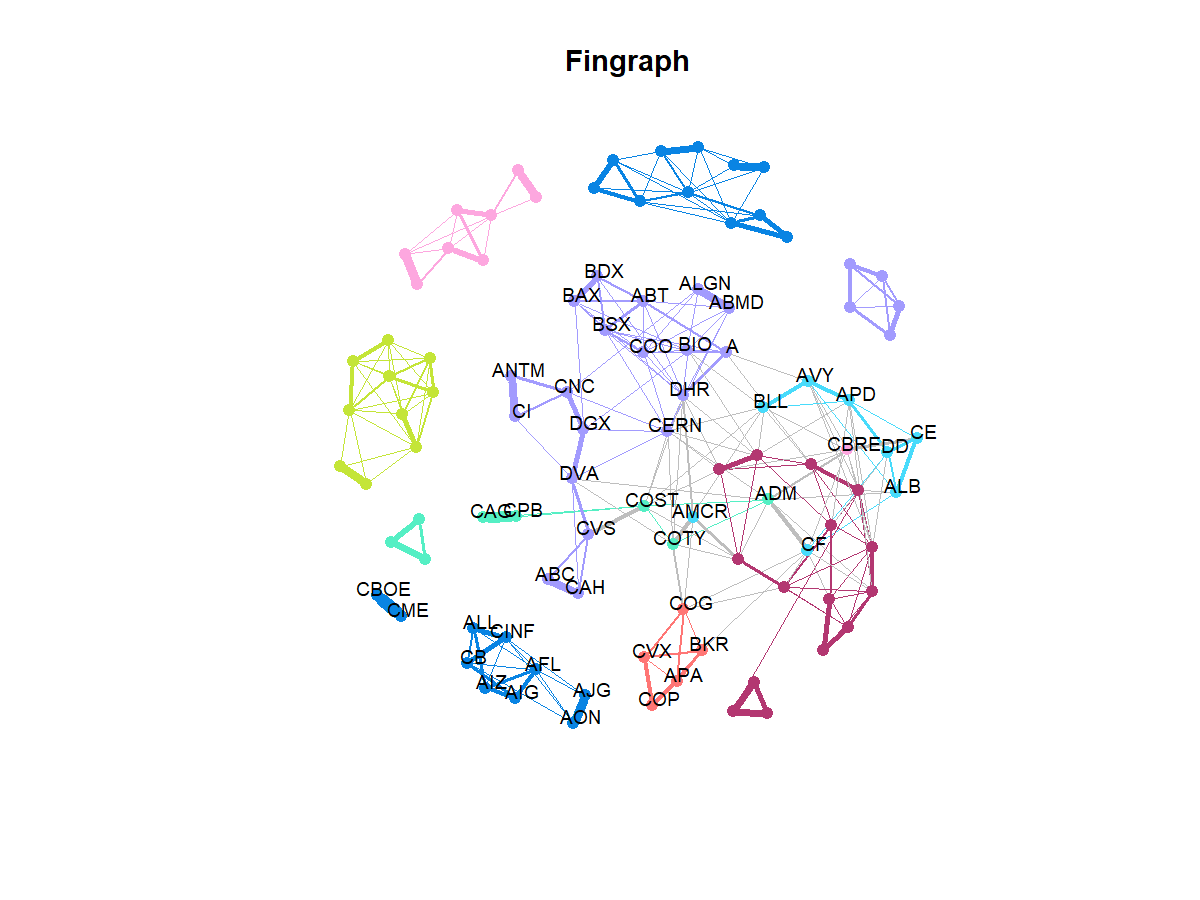 Fingraph
BDX
BAX
ABT
ALGN
ABMD
BSX
COO
BIO
A
ANTM
CNC
DHR
CI
DGX
CERN
BLL
AVY
APD
CE
CBRE
DD
ALB
DVA
COST
ADM
CAG
CPB
CVS
AMCR
COTY
CF
ABC
CAH
CBOE
CME
COG
ALL
CINF
CB
AFL
AIZ
AIG
AJG
AON
CVX
BKR
APA
COP